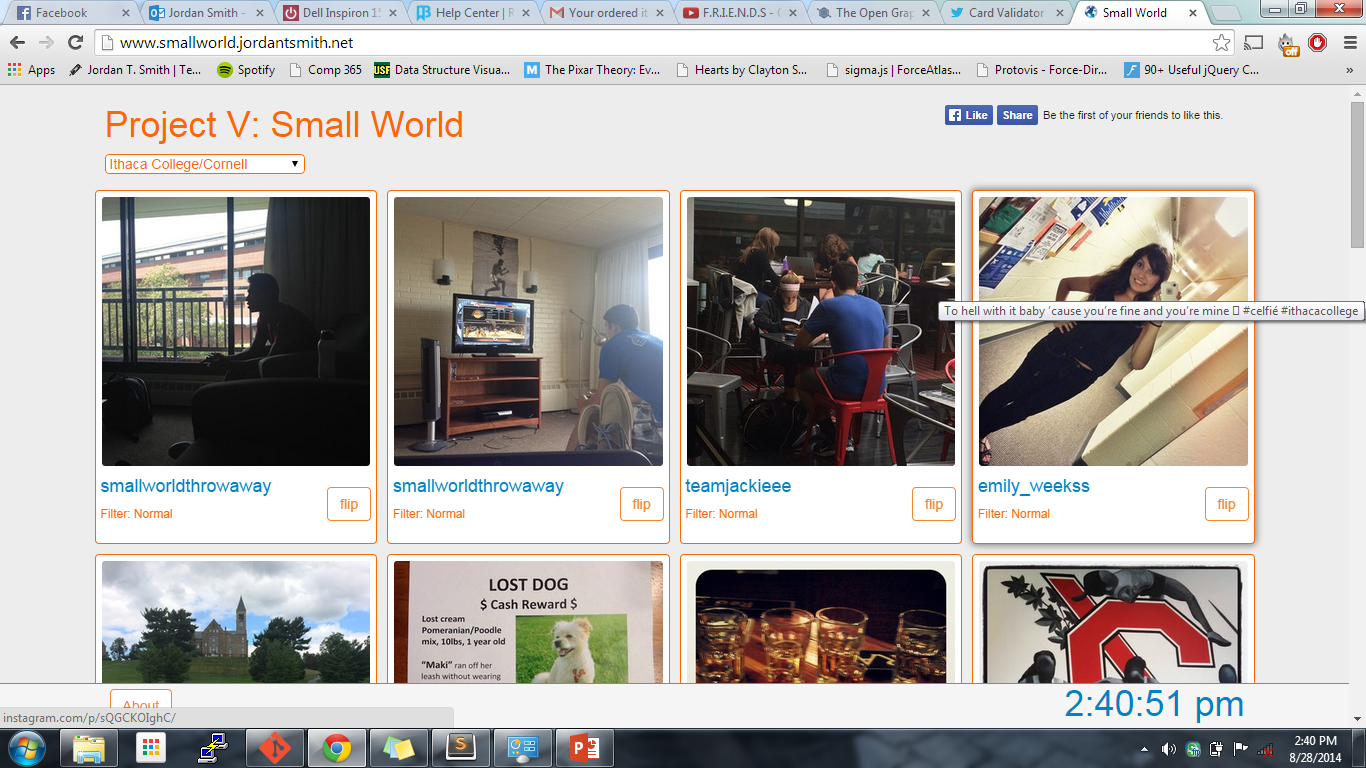 Facebook
Jordan Smith -
Dell Inspiron 15
Help Center | R
Your ordered it
F.R.I.E.N.D.S - 
The Open Grap
Card Validator
Small World
www.smallworld.jordantsmith.net
Apps
Jordan T. Smith | Te...
Spotify
Comp 365
USF
Data Structure Visua...
M
The Pixar Theory: Ev...
Hearts by Clayton S...
sigma.js | ForceAtlas...
Protovis - Force-Dir...
90+ Useful jQuery C...
»
off
Project V: Small World
Like
Share
Be the first of your friends to like this.
Ithaca College/Cornell
To hell with it baby ‘cause you’re fine and you’re mine #celfié #ithacacollege
smallworldthrowaway
Filter: Normal
flip
smallworldthrowaway
Filter: Normal
flip
teamjackieee
Filter: Normal
flip
emily_weekss
Filter: Normal
flip
LOST DOG
$ Cash Reward $
Lost cream
Pomeranian/Poodle
mix, 10lbs, 1 year old
“Maki” ran off her
leash without wearing
About
2:40:51 pm
instagram.com/p/sQGCKOIghC/
2:40 PM
8/28/2014